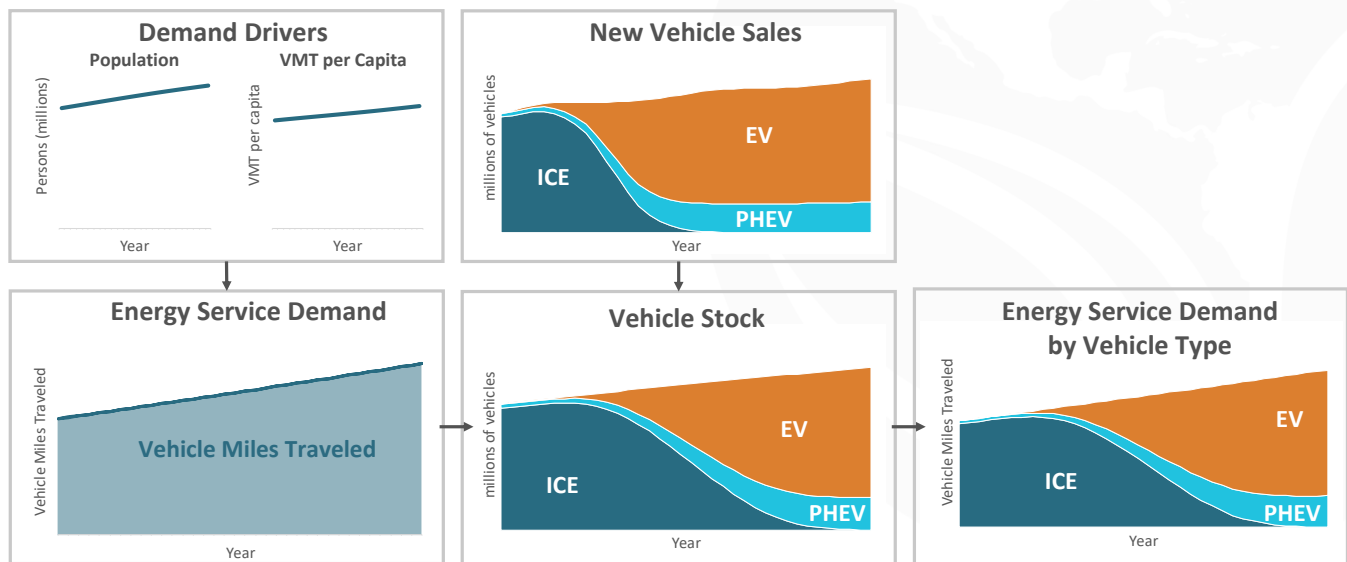 Demand Drivers
Population
VMT per Capita
Persons (millions)
VMT per capita
Year
Year
New Vehicle Sales
millions of vehicles
EV
ICE
PHEV
Year
Energy Service Demand
Vehicle Miles Traveled
Vehicle Miles Traveled
Year
Vehicle Stock
millions of vehicles
EV
ICE
PHEV
Year
Energy Service Demand
by Vehicle Type
Vehicle Miles Traveled
EV
ICE
PHEV
Year